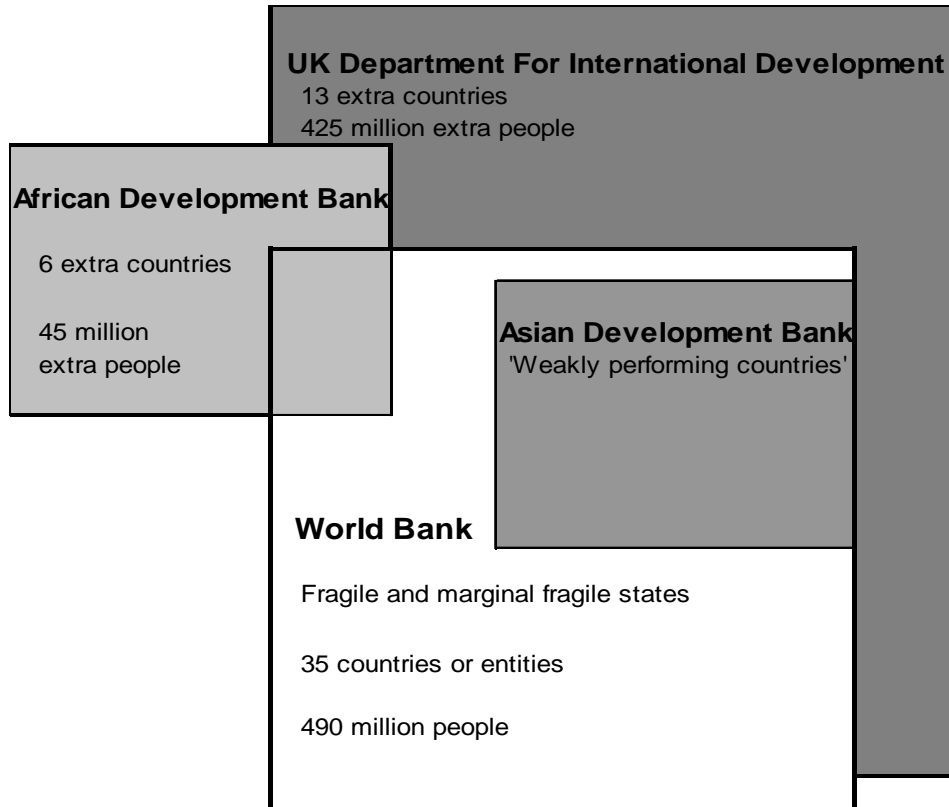 UK Department For International Development
13 extra countries
425 million extra people
African Development Bank
6 extra countries
45 million
extra people
Asian Development Bank
'Weakly performing countries'
World Bank
Fragile and marginal fragile states
35 countries or entities
490 million people